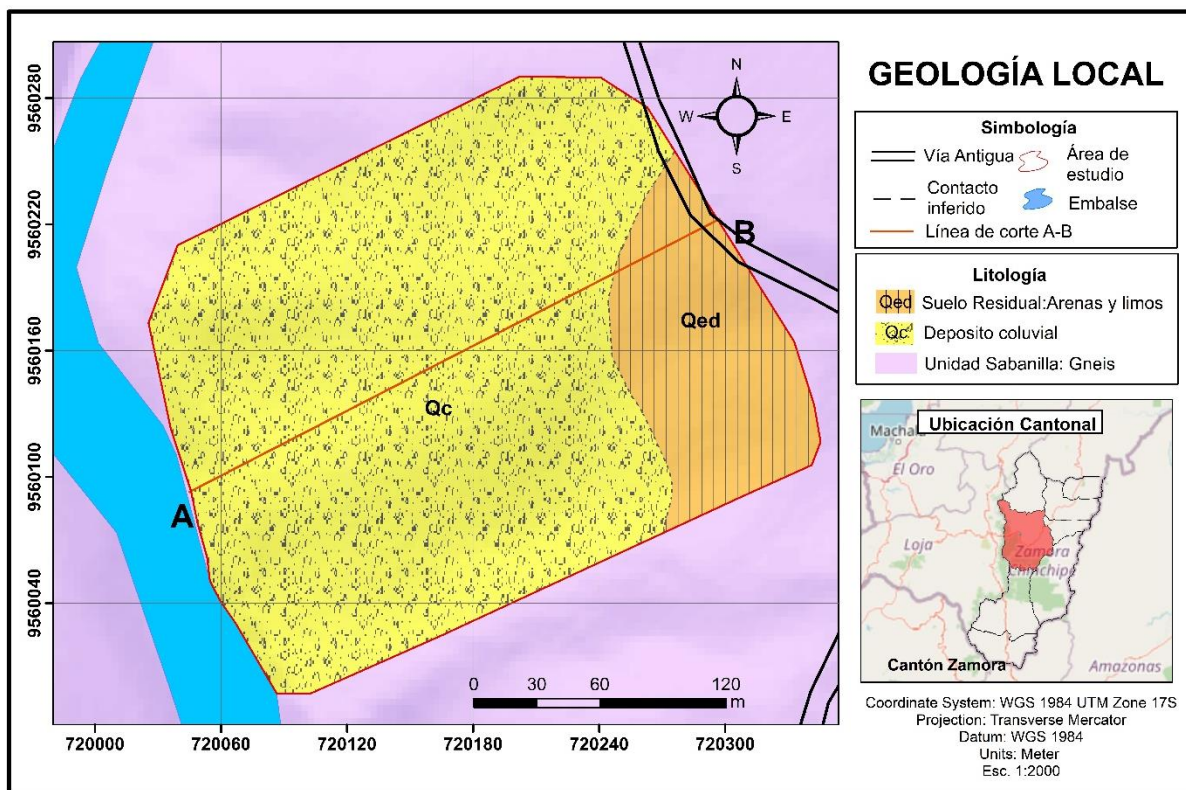 GEOLOGÍA LOCAL
Simbología
Vía Antigua
Área de
estudio
Contacto
inferido
Embalse
Línea de corte A-B
Litología
Qed
Suelo Residual:Arenas y limos
Qc
Deposito coluvial
Unidad Sabanilla: Gneis
Ubicación Cantonal
Machala
El Oro
Loja
Zamora
Chinchipe
Amazonas
Cantón Zamora
Coordinate System: WGS 1984 UTM Zone 17S
Projection: Transverse Mercator
Datum: WGS 1984
Units: Meter
Esc. 1:2000
N
W
E
S
B
Qed
Qc
A
0 30 60 120
m
9560280
9560220
9560160
9560100
9560040
720000 720060 720120 720180 720240 720300